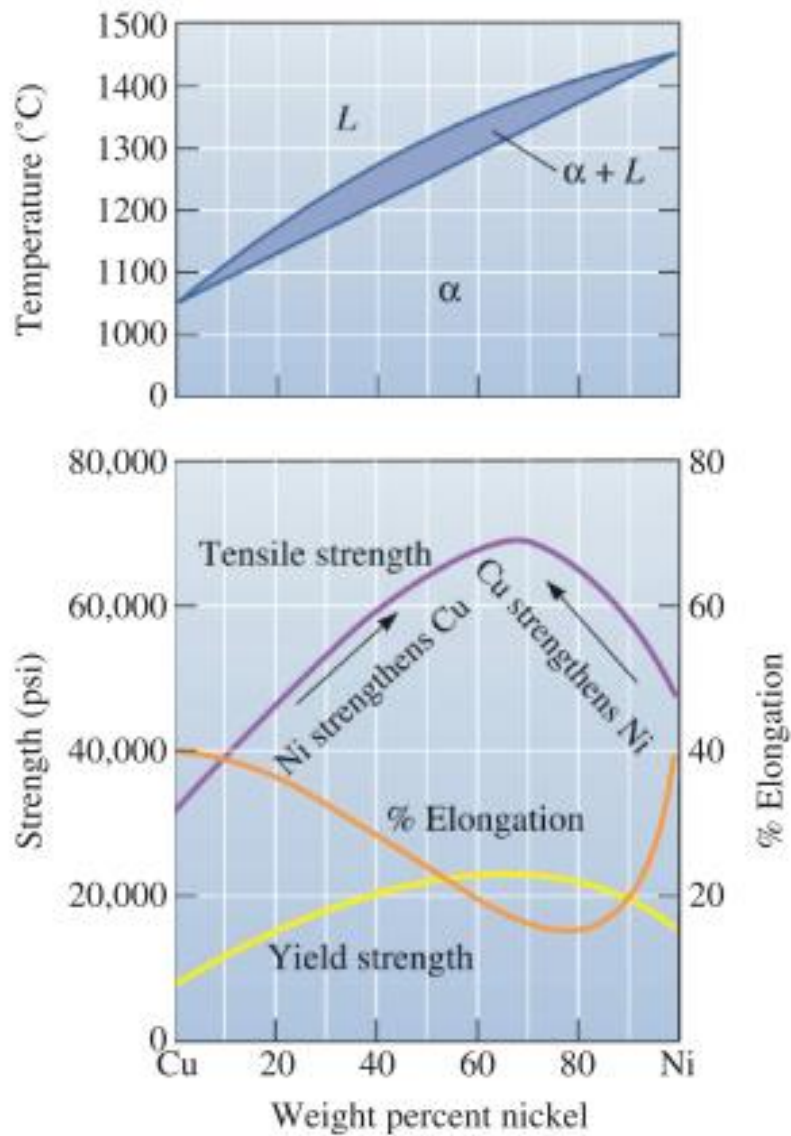 1500
1400
1300
1200
1100
1000
0
Temperature (˚C)
L
α + L
α
80,000
60,000
40,000
20,000
0
Strength (psi)
80
60
40
20
% Elongation
Tensile strength
Ni strengthens Cu
Cu strengthens Ni
% Elongation
Yield strength
Cu 20 40 60 80 Ni
Weight percent nickel